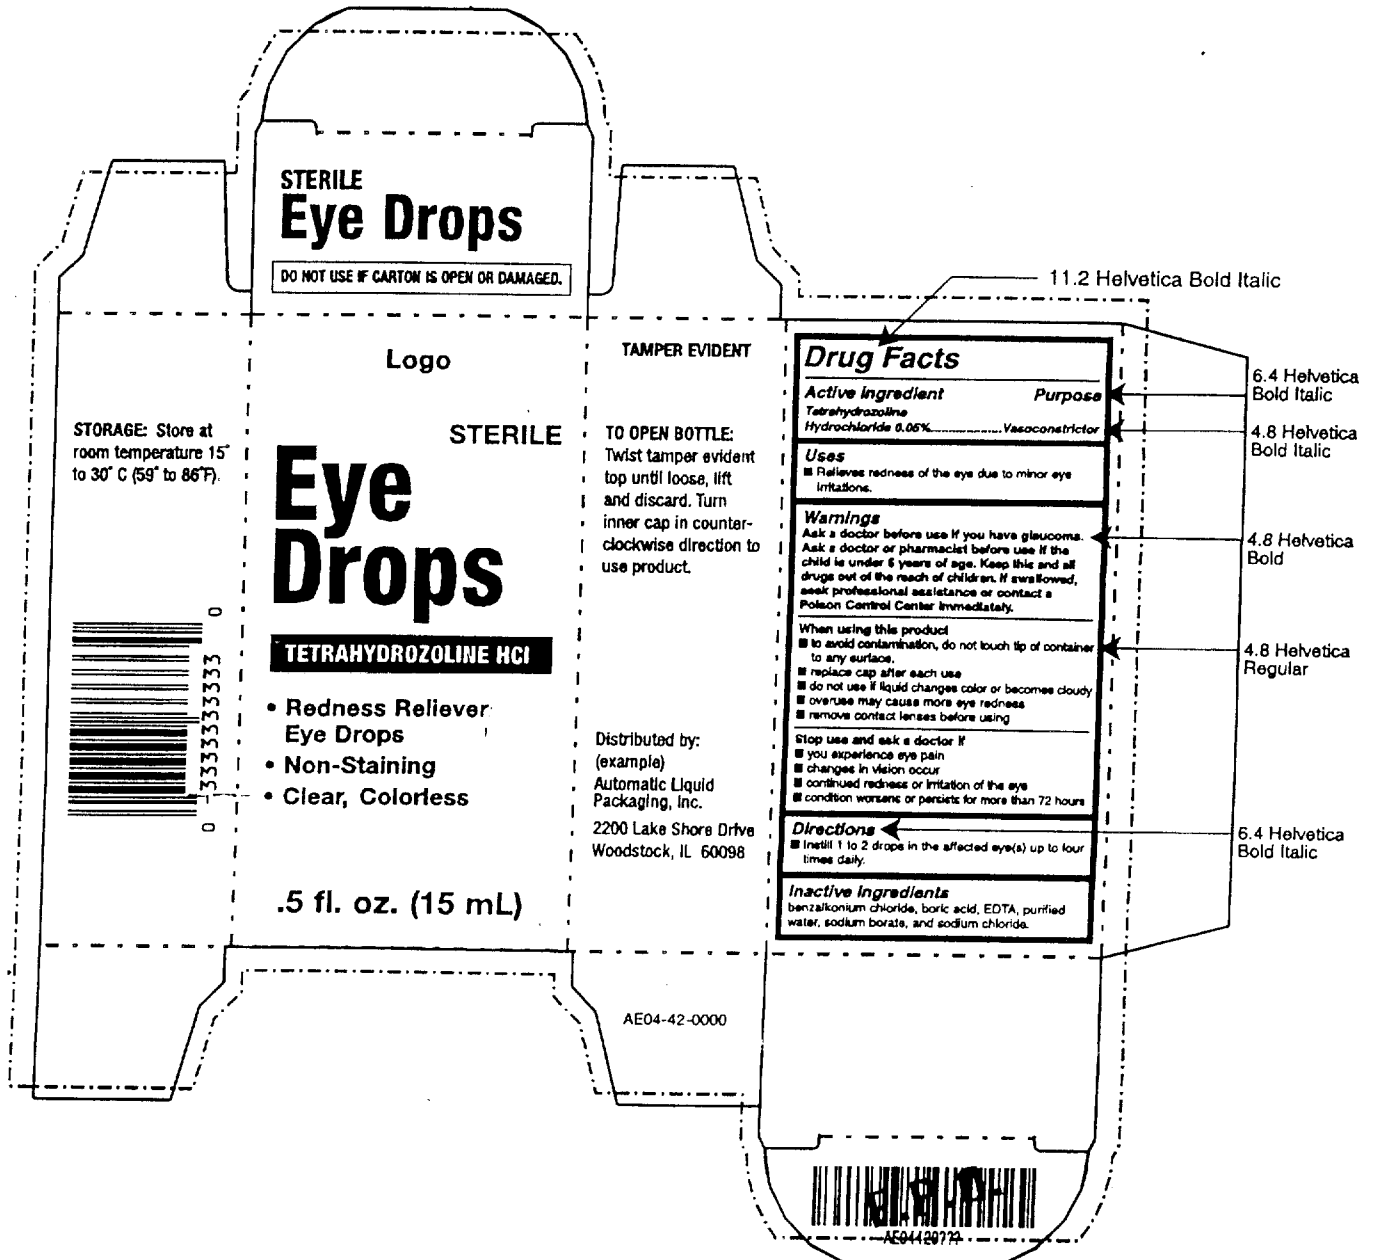 STERILE
Eye Drops
DO NOT USE IF CARTON IS OPEN OR DAMAGED.
STORAGE: Store at
room temperature 15°
to 30° C (59° to 86°F).
0 33333333333 0
Logo
STERILE
Eye
Drops
TETRAHYDROZOLINE HCl
• Redness Reliever
Eye Drops
• Non-Staining
• Clear, Colorless
.5 fl. oz. (15 mL)
TAMPER EVIDENT
TO OPEN BOTTLE:
Twist tamper evident
top until loose, lift
and discard. Turn
inner cap in counter-
clockwise direction to
use product.
Distributed by:
(example)
Automatic Liquid
Packaging, Inc.
2200 Lake Shore Drive
Woodstock, IL 60098
AE04-42-0000
Drug Facts
Active ingredient Purpose
Tetrahydrozoline
Hydrochloride 0.05%....................Vasoconstrictor
Uses
■ Relieves redness of the eye due to minor eye
irritations.
Warnings
Ask a doctor before use if you have glaucoma.
Ask a doctor or pharmacist before use if the
child is under 6 years of age. Keep this and all
drugs out of the reach of children. If swallowed,
seek professional assistance or contact a
Poison Control Center immediately.
When using this product
■ to avoid contamination, do not touch tip of container
to any surface.
■ replace cap after each use
■ do not use if liquid changes color or becomes cloudy
■ overuse may cause more eye redness
■ remove contact lenses before using
Stop use and ask a doctor if
■ you experience eye pain
■ changes in vision occur
■ continued redness or irritation of the eye
■ condition worsens or persists for more than 72 hours
Directions
■ Instill 1 to 2 drops in the affected eye(s) up to four
times daily.
Inactive Ingredients
benzalkonium chloride, boric acid, EDTA, purified
water, sodium borate, and sodium chloride.
11.2 Helvetica Bold Italic
6.4 Helvetica
Bold Italic
4.8 Helvetica
Bold Italic
4.8 Helvetica
Bold
4.8 Helvetica
Regular
6.4 Helvetica
Bold Italic